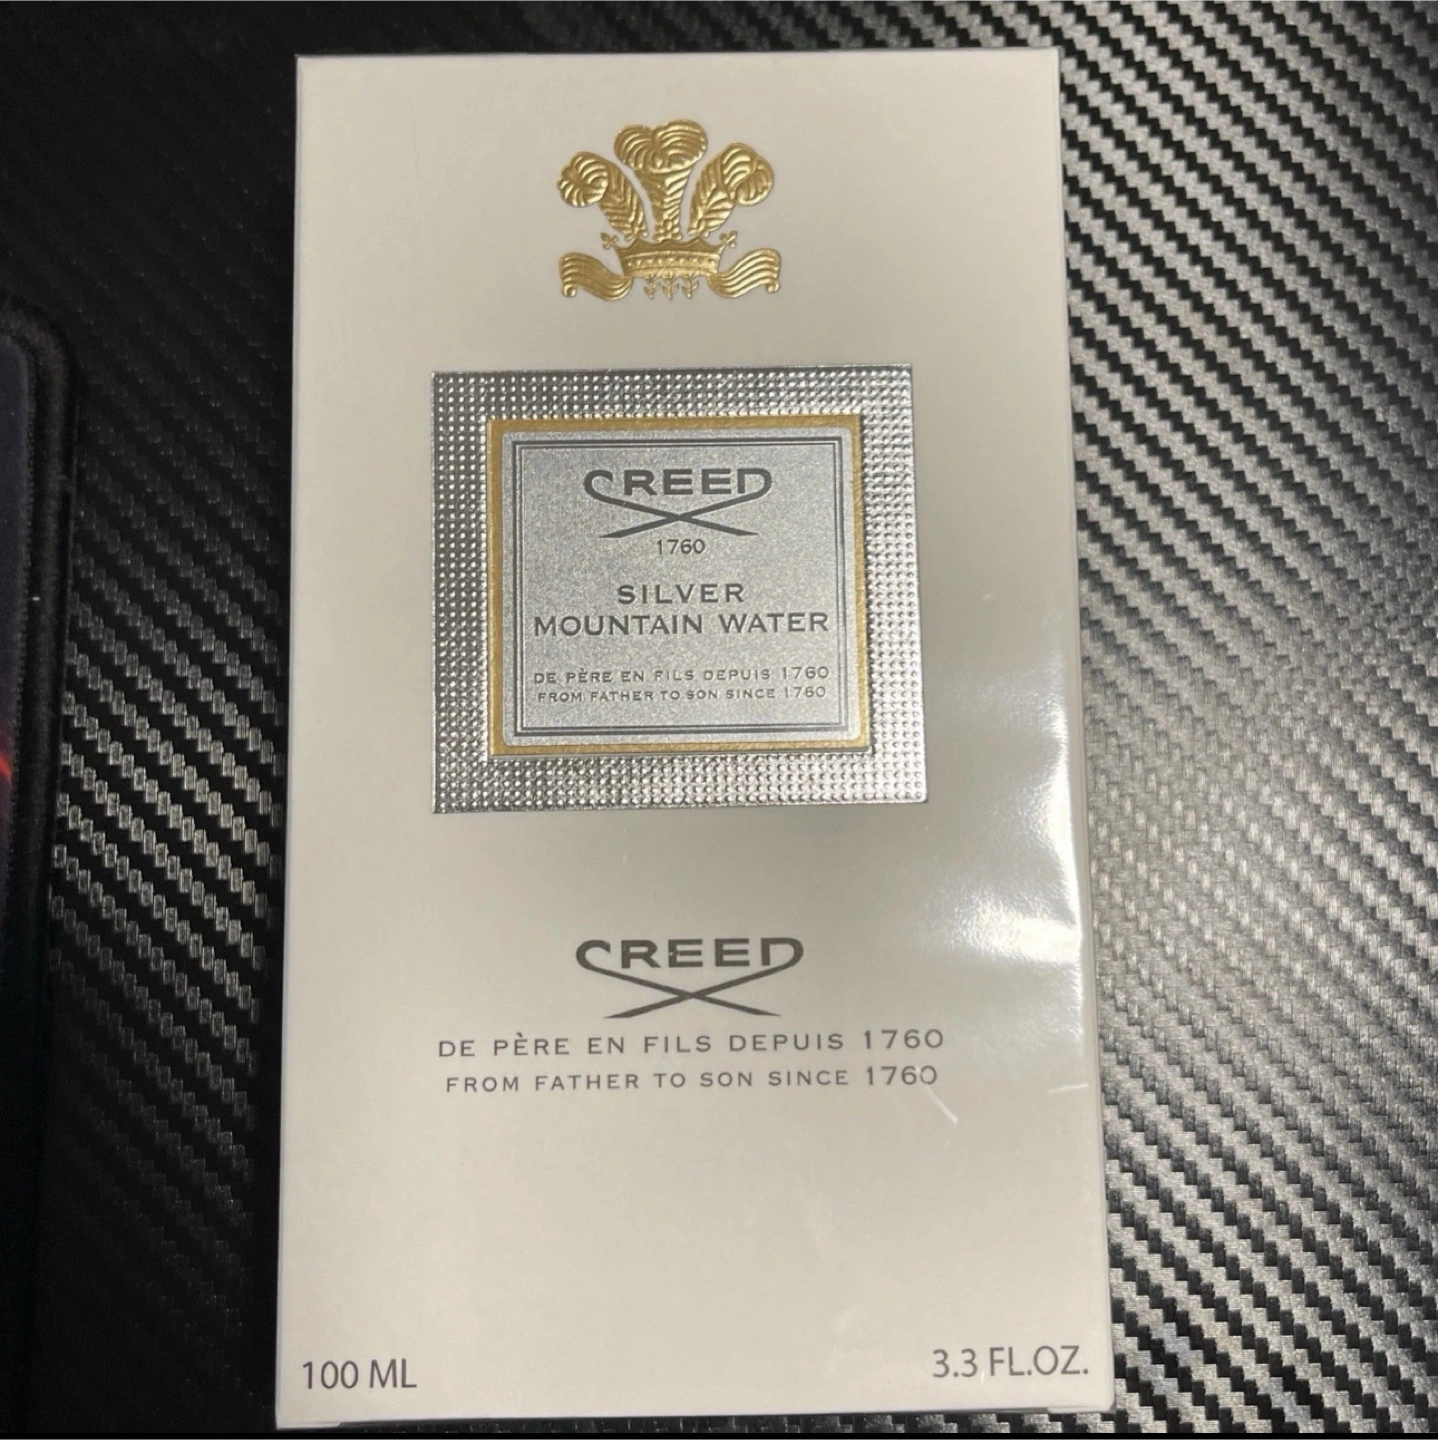 CREED
1760
SILVER
MOUNTAIN WATER
DE PÈRE EN FILS DEPUIS 1760
FROM FATHER TO SON SINCE 1760
CREED
DE PÈRE EN FILS DEPUIS 1760
FROM FATHER TO SON SINCE 1760
100 ML
3.3 FL.OZ.